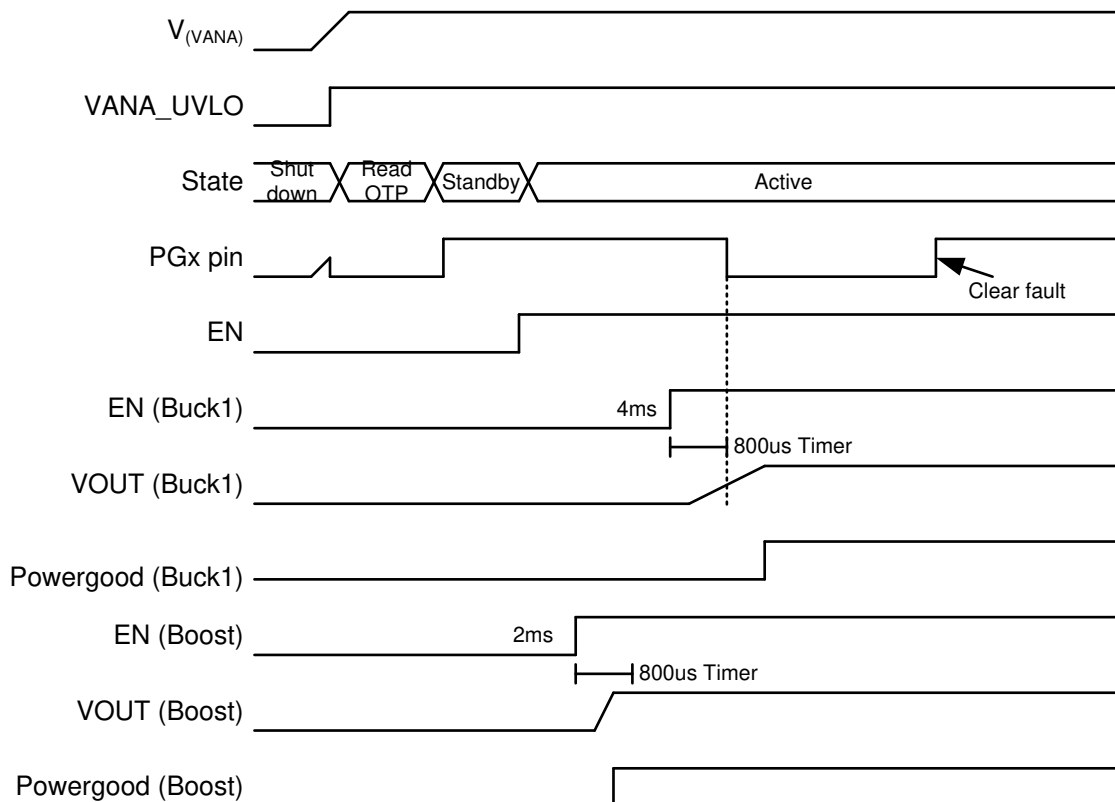 V(VANA)
VANA_UVLO
State
Shut
down
Read
OTP
Standby
Active
PGx pin
Clear fault
EN
EN (Buck1)
4ms
800us Timer
VOUT (Buck1)
Powergood (Buck1)
EN (Boost)
2ms
800us Timer
VOUT (Boost)
Powergood (Boost)